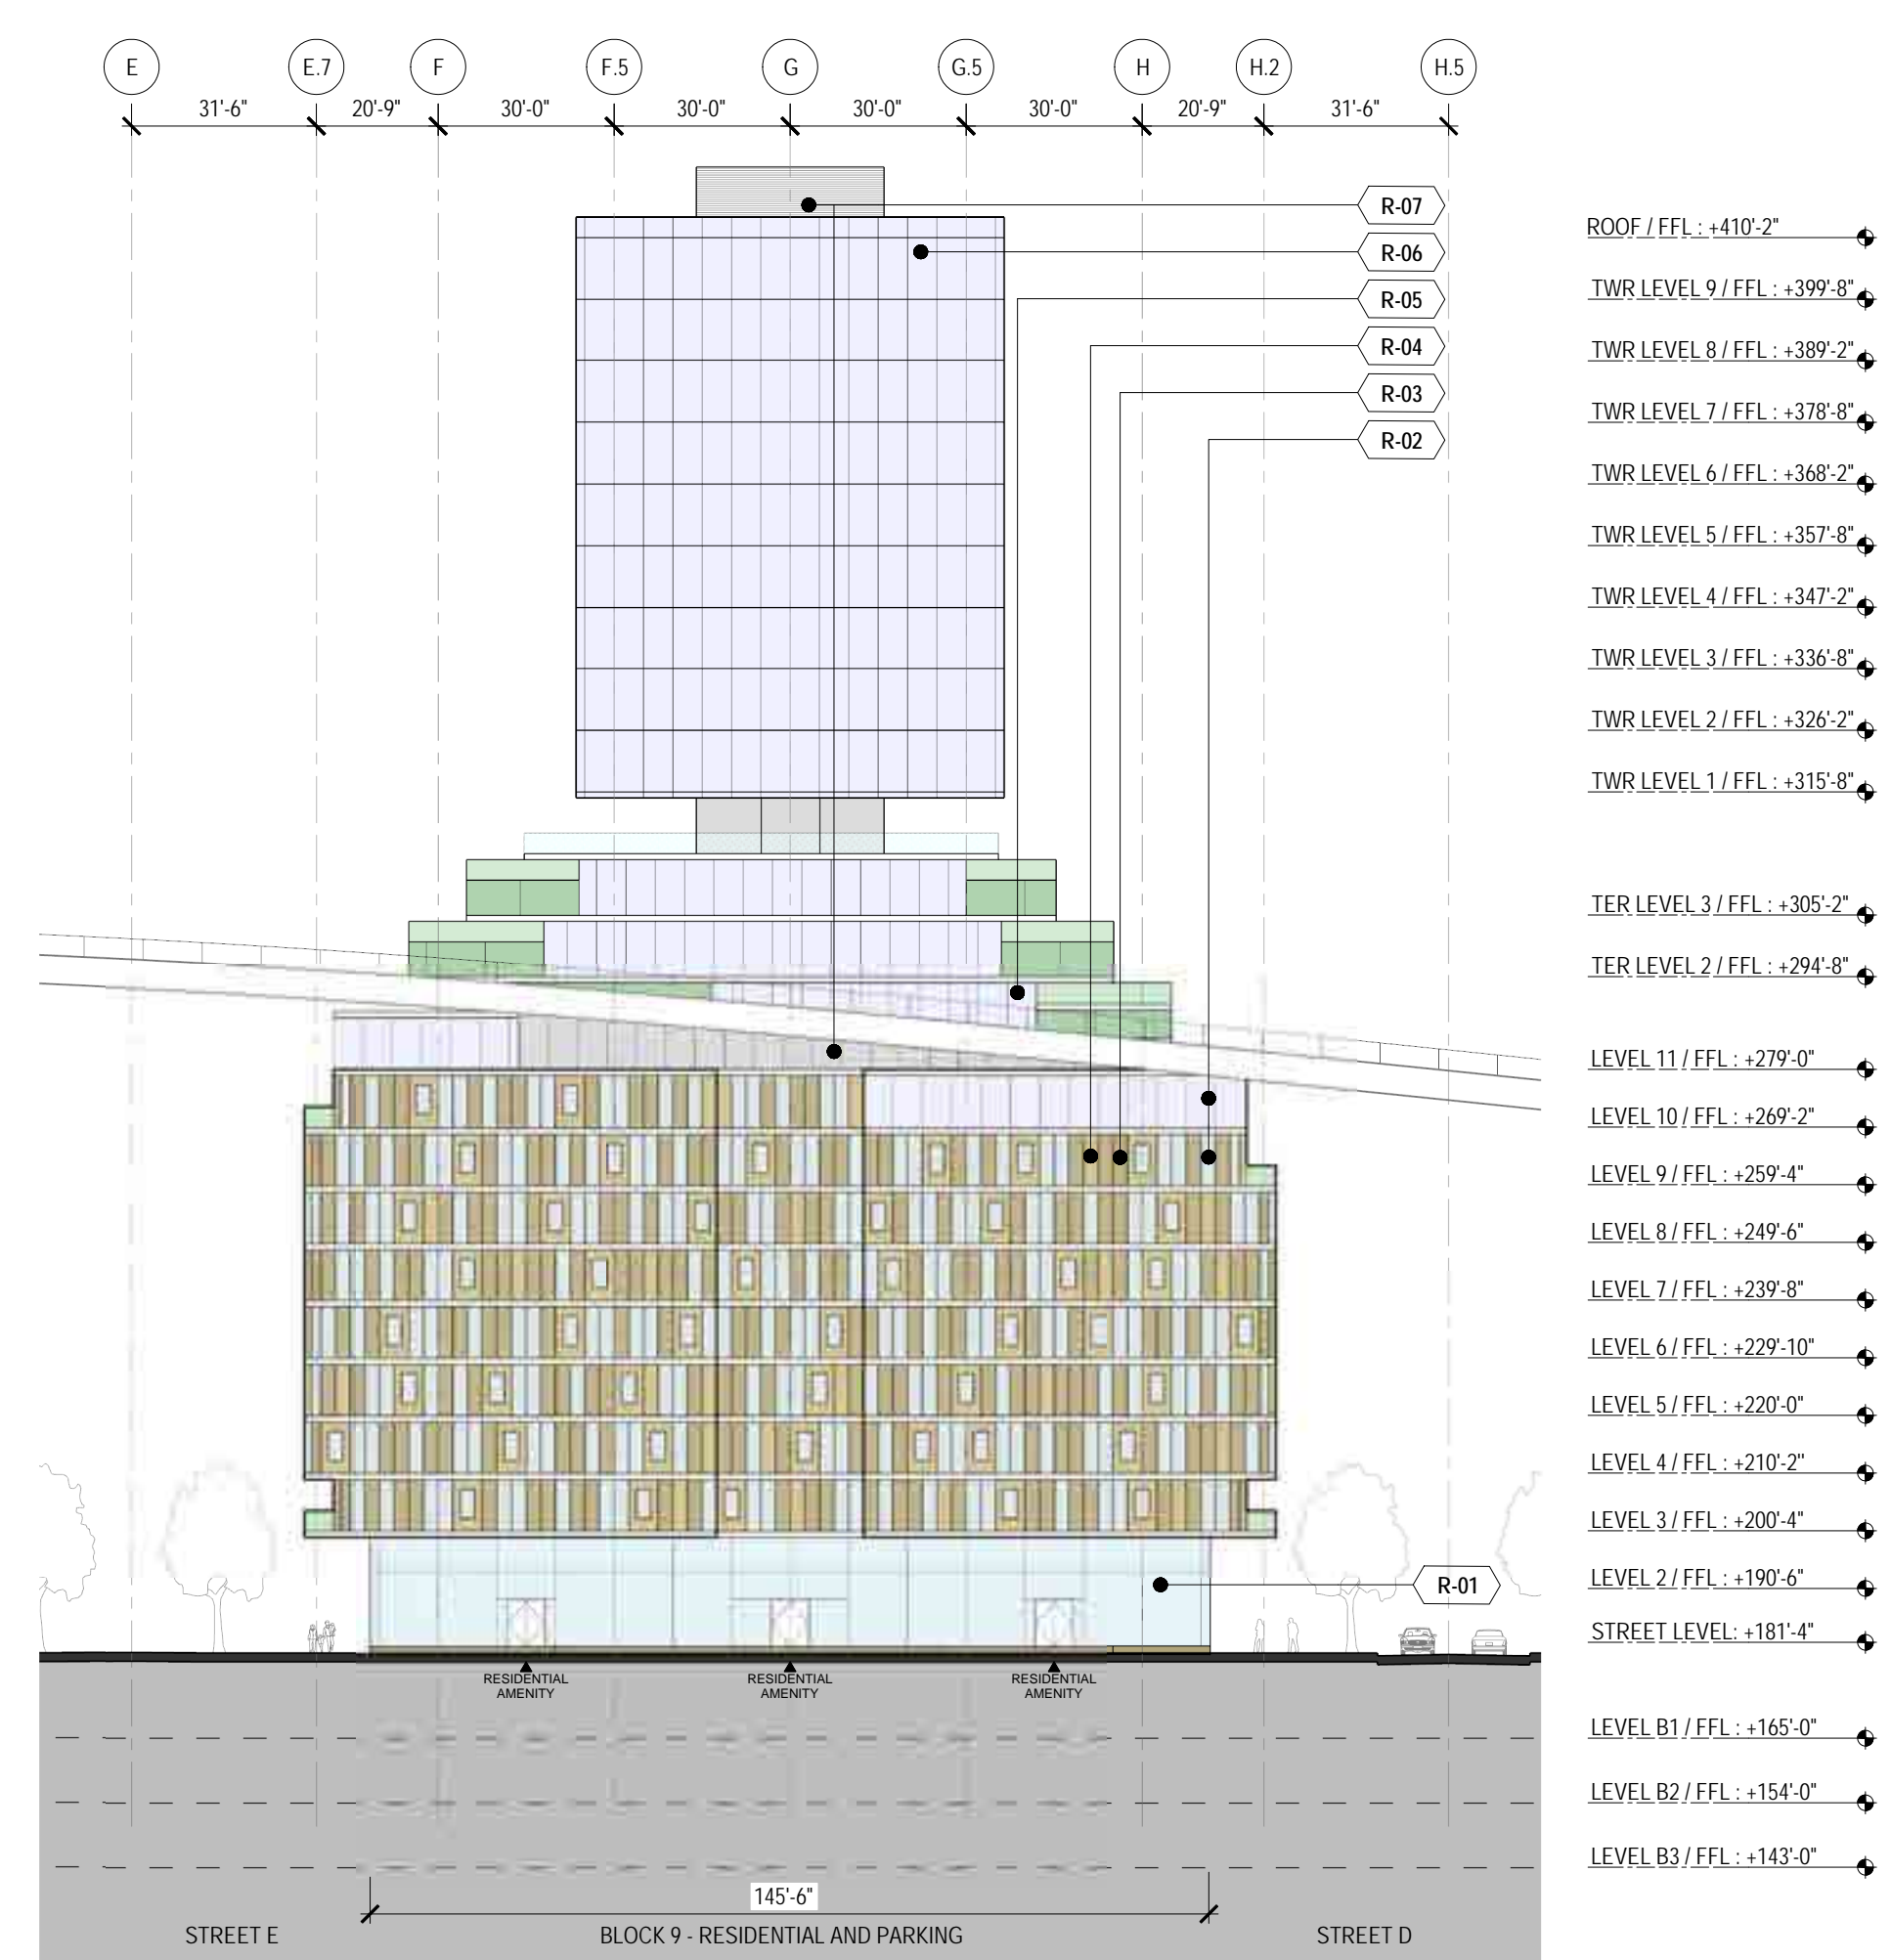 E E.7 F F.5 G G.5 H H.2 H.5
31'-6" 20'-9" 30'-0" 30'-0" 30'-0" 30'-0" 20'-9" 31'-6"
R-07
R-06
R-05
R-04
R-03
R-02
ROOF / FFL : +410'-2"
TWR LEVEL 9 / FFL : +399'-8"
TWR LEVEL 8 / FFL : +389'-2"
TWR LEVEL 7 / FFL : +378'-8"
TWR LEVEL 6 / FFL : +368'-2"
TWR LEVEL 5 / FFL : +357'-8"
TWR LEVEL 4 / FFL : +347'-2"
TWR LEVEL 3 / FFL : +336'-8"
TWR LEVEL 2 / FFL : +326'-2"
TWR LEVEL 1 / FFL : +315'-8"
TER LEVEL 3 / FFL : +305'-2"
TER LEVEL 2 / FFL : +294'-8"
LEVEL 11 / FFL : +279'-0"
LEVEL 10 / FFL : +269'-2"
LEVEL 9 / FFL : +259'-4"
LEVEL 8 / FFL : +249'-6"
LEVEL 7 / FFL : +239'-8"
LEVEL 6 / FFL : +229'-10"
LEVEL 5 / FFL : +220'-0"
LEVEL 4 / FFL : +210'-2"
LEVEL 3 / FFL : +200'-4"
LEVEL 2 / FFL : +190'-6"
R-01
STREET LEVEL: +181'-4"
RESIDENTIAL
AMENITY
RESIDENTIAL
AMENITY
RESIDENTIAL
AMENITY
LEVEL B1 / FFL : +165'-0"
LEVEL B2 / FFL : +154'-0"
LEVEL B3 / FFL : +143'-0"
145'-6"
STREET E
BLOCK 9 - RESIDENTIAL AND PARKING
STREET D